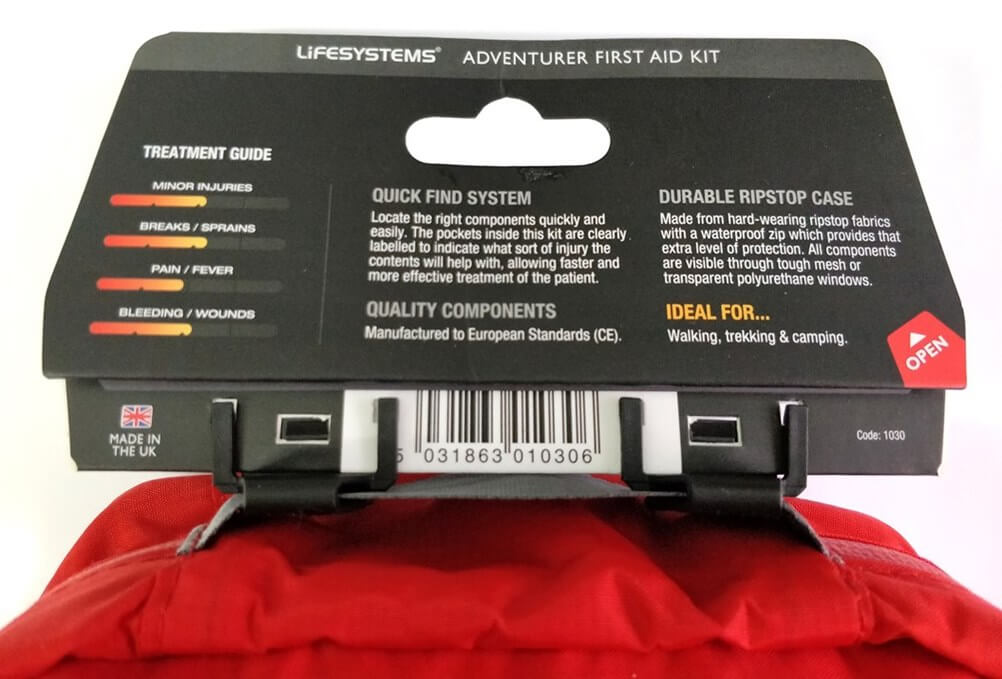 LiFESYSTEMS® ADVENTURER FIRST AID KIT
TREATMENT GUIDE
MINOR INJURIES
BREAKS / SPRAINS
PAIN / FEVER
BLEEDING / WOUNDS
QUICK FIND SYSTEM
Locate the right components quickly and
easily. The pockets inside this kit are clearly
labelled to indicate what sort of injury the
contents will help with, allowing faster and
more effective treatment of the patient.
QUALITY COMPONENTS
Manufactured to European Standards (CE).
DURABLE RIPSTOP CASE
Made from hard-wearing ripstop fabrics
with a waterproof zip which provides that
extra level of protection. All components
are visible through tough mesh or
transparent polyurethane windows.
IDEAL FOR...
Walking, trekking & camping.
OPEN
MADE IN
THE UK
5 031863 010306
Code: 1030